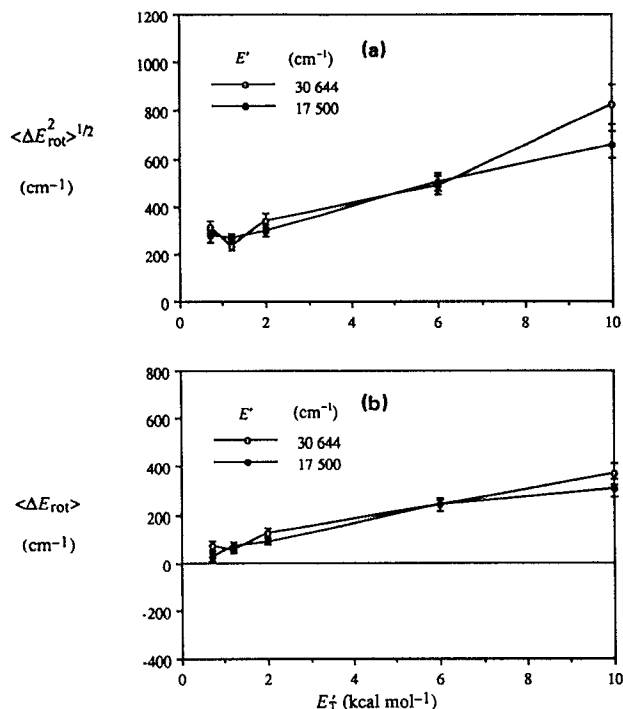 1200
1000
800
600
400
200
0
(a)
E' (cm⁻¹)
30 644
17 500
<ΔE²rot>¹/²
(cm⁻¹)
0 2 4 6 8 10
800
600
400
200
0
-200
-400
(b)
E' (cm⁻¹)
30 644
17 500
<ΔErot>
(cm⁻¹)
0 2 4 6 8 10
E'T (kcal mol⁻¹)